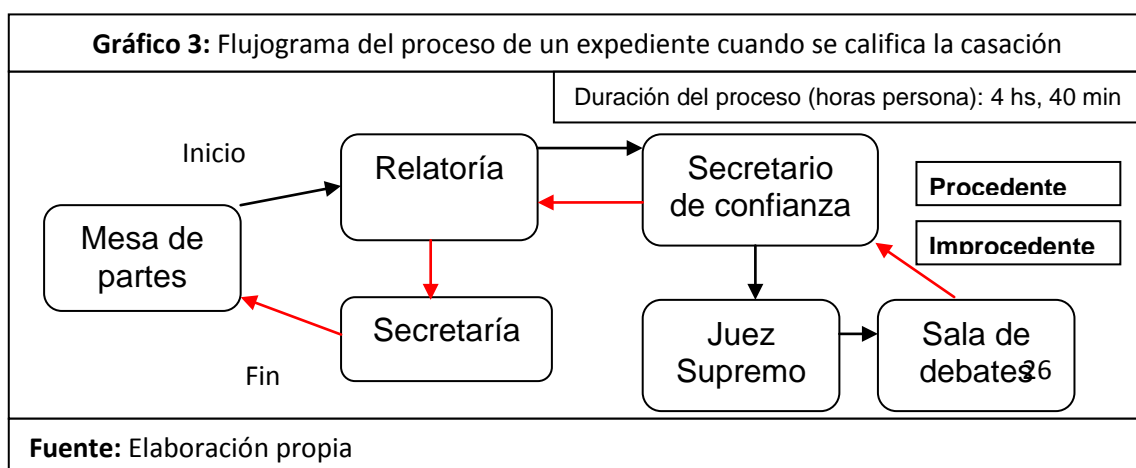 Gráfico 3: Flujograma del proceso de un expediente cuando se califica la casación
Duración del proceso (horas persona): 4 hs, 40 min
Inicio
Relatoría
Secretario
de confianza
Procedente
Improcedente
Mesa de
partes
Secretaría
Juez
Supremo
Sala de
debates
26
Fin
Fuente: Elaboración propia